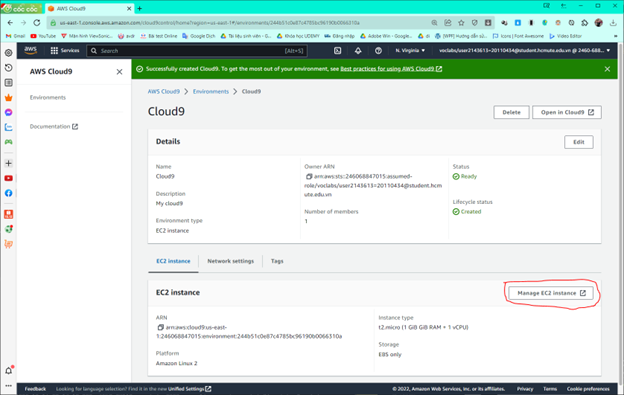 CỐC CỐC
AWS Cloud9
us-east-1.console.aws.amazon.com/cloud9control/home?region=us-east-1#/environments/244b51c0e87c4785bc96190b0066310a
Gmail
YouTube
Maps
Màn hình ViewSonic...
avatr
Bài test Online
Google Dịch
Tài liệu sinh viên - D...
Khóa học UDEMY
Đăng nhập
Adobe Win - Google...
[WPF] Hướng dẫn sử...
Icons | Font Awesome
Video Editor
aws
Services
Search
[Alt+S]
N. Virginia
voclabs/user2143613=20110434@student.hcmute.edu.vn @ 2460-688...
AWS Cloud9
Environments
Documentation
Successfully created Cloud9. To get the most out of your environment, see Best practices for using AWS Cloud9
AWS Cloud9 > Environments > Cloud9
Cloud9
Delete
Open in Cloud9
Details
Edit
Name
Cloud9
Description
My cloud9
Environment type
EC2 instance
Owner ARN
arn:aws:sts::246068847015:assumed-
role/voclabs/user2143613=20110434@student.hcm
ute.edu.vn
Number of members
1
Status
Ready
Lifecycle status
Created
EC2 instance
Network settings
Tags
EC2 instance
Manage EC2 instance
ARN
arn:aws:cloud9:us-east-
1:246068847015:environment:244b51c0e87c4785bc96190b0066310a
Platform
Amazon Linux 2
Instance type
t2.micro (1 GiB GiB RAM + 1 vCPU)
Storage
EBS only
Feedback
Looking for language selection? Find it in the new Unified Settings
© 2022, Amazon Web Services, Inc. or its affiliates.
Privacy
Terms
Cookie preferences